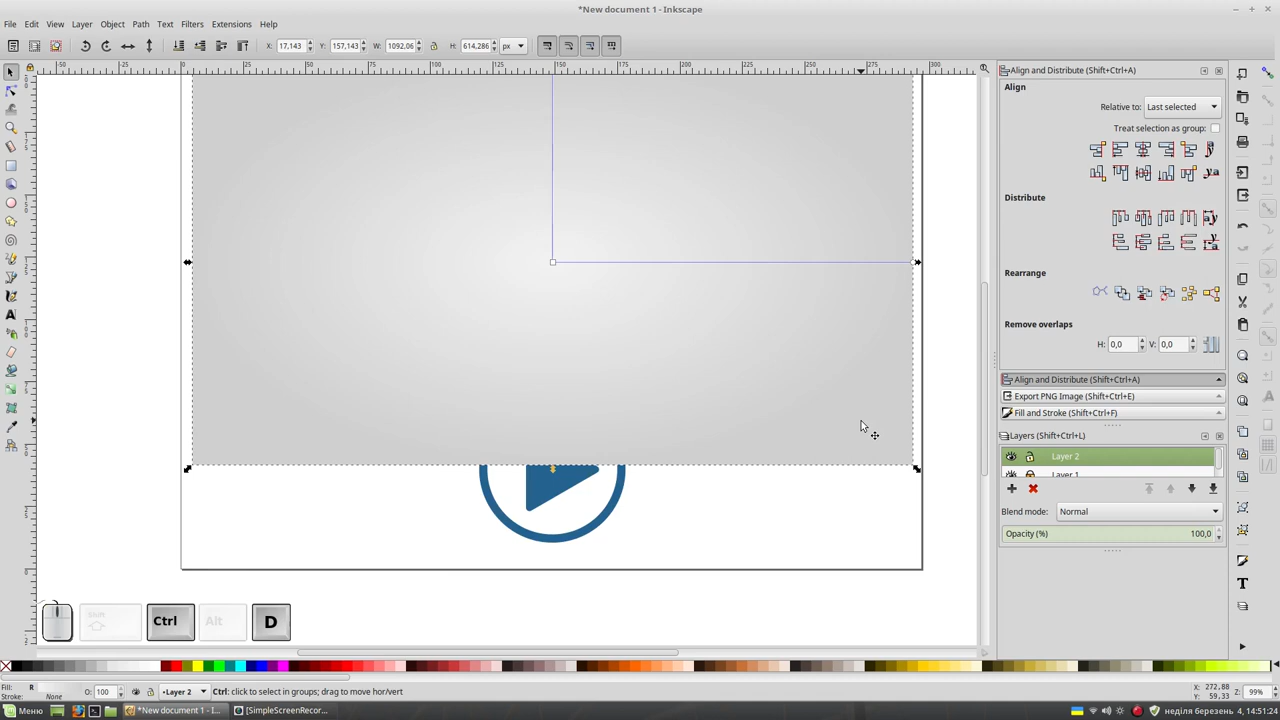 *New document 1 - Inkscape
File Edit View Layer Object Path Text Filters Extensions Help
X: 17,143 Y: 157,143 W: 1092,06 H: 614,286 px
Align and Distribute (Shift+Ctrl+A)
Align
Relative to: Last selected
Treat selection as group:
Distribute
Rearrange
Remove overlaps
H: 0,0 V: 0,0
Align and Distribute (Shift+Ctrl+A)
Export PNG Image (Shift+Ctrl+E)
Fill and Stroke (Shift+Ctrl+F)
Layers (Shift+Ctrl+L)
Layer 2
Layer 1
Blend mode: Normal
Opacity (%) 100,0
Shift Ctrl Alt D
Fill: R
Stroke: None
O: 100
•Layer 2
Ctrl: click to select in groups; drag to move hor/vert
X: 272,88
Y: 59,33
Z: 99%
Меню
*New document 1 - I...
[SimpleScreenRecor...
неділя березень 4, 14:51:24